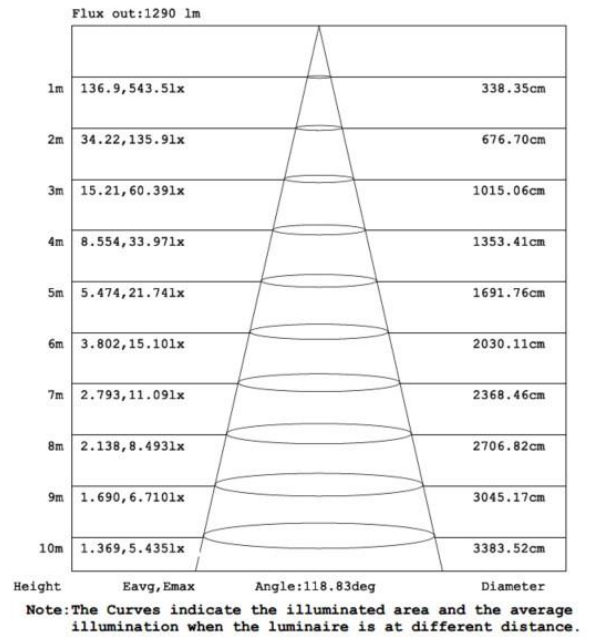 Flux out:1290 lm
1m 136.9,543.5lx 338.35cm
2m 34.22,135.9lx 676.70cm
3m 15.21,60.39lx 1015.06cm
4m 8.554,33.97lx 1353.41cm
5m 5.474,21.74lx 1691.76cm
6m 3.802,15.10lx 2030.11cm
7m 2.793,11.09lx 2368.46cm
8m 2.138,8.493lx 2706.82cm
9m 1.690,6.710lx 3045.17cm
10m 1.369,5.435lx 3383.52cm
Height Eavg,Emax Angle:118.83deg Diameter
Note:The Curves indicate the illuminated area and the average
illumination when the luminaire is at different distance.